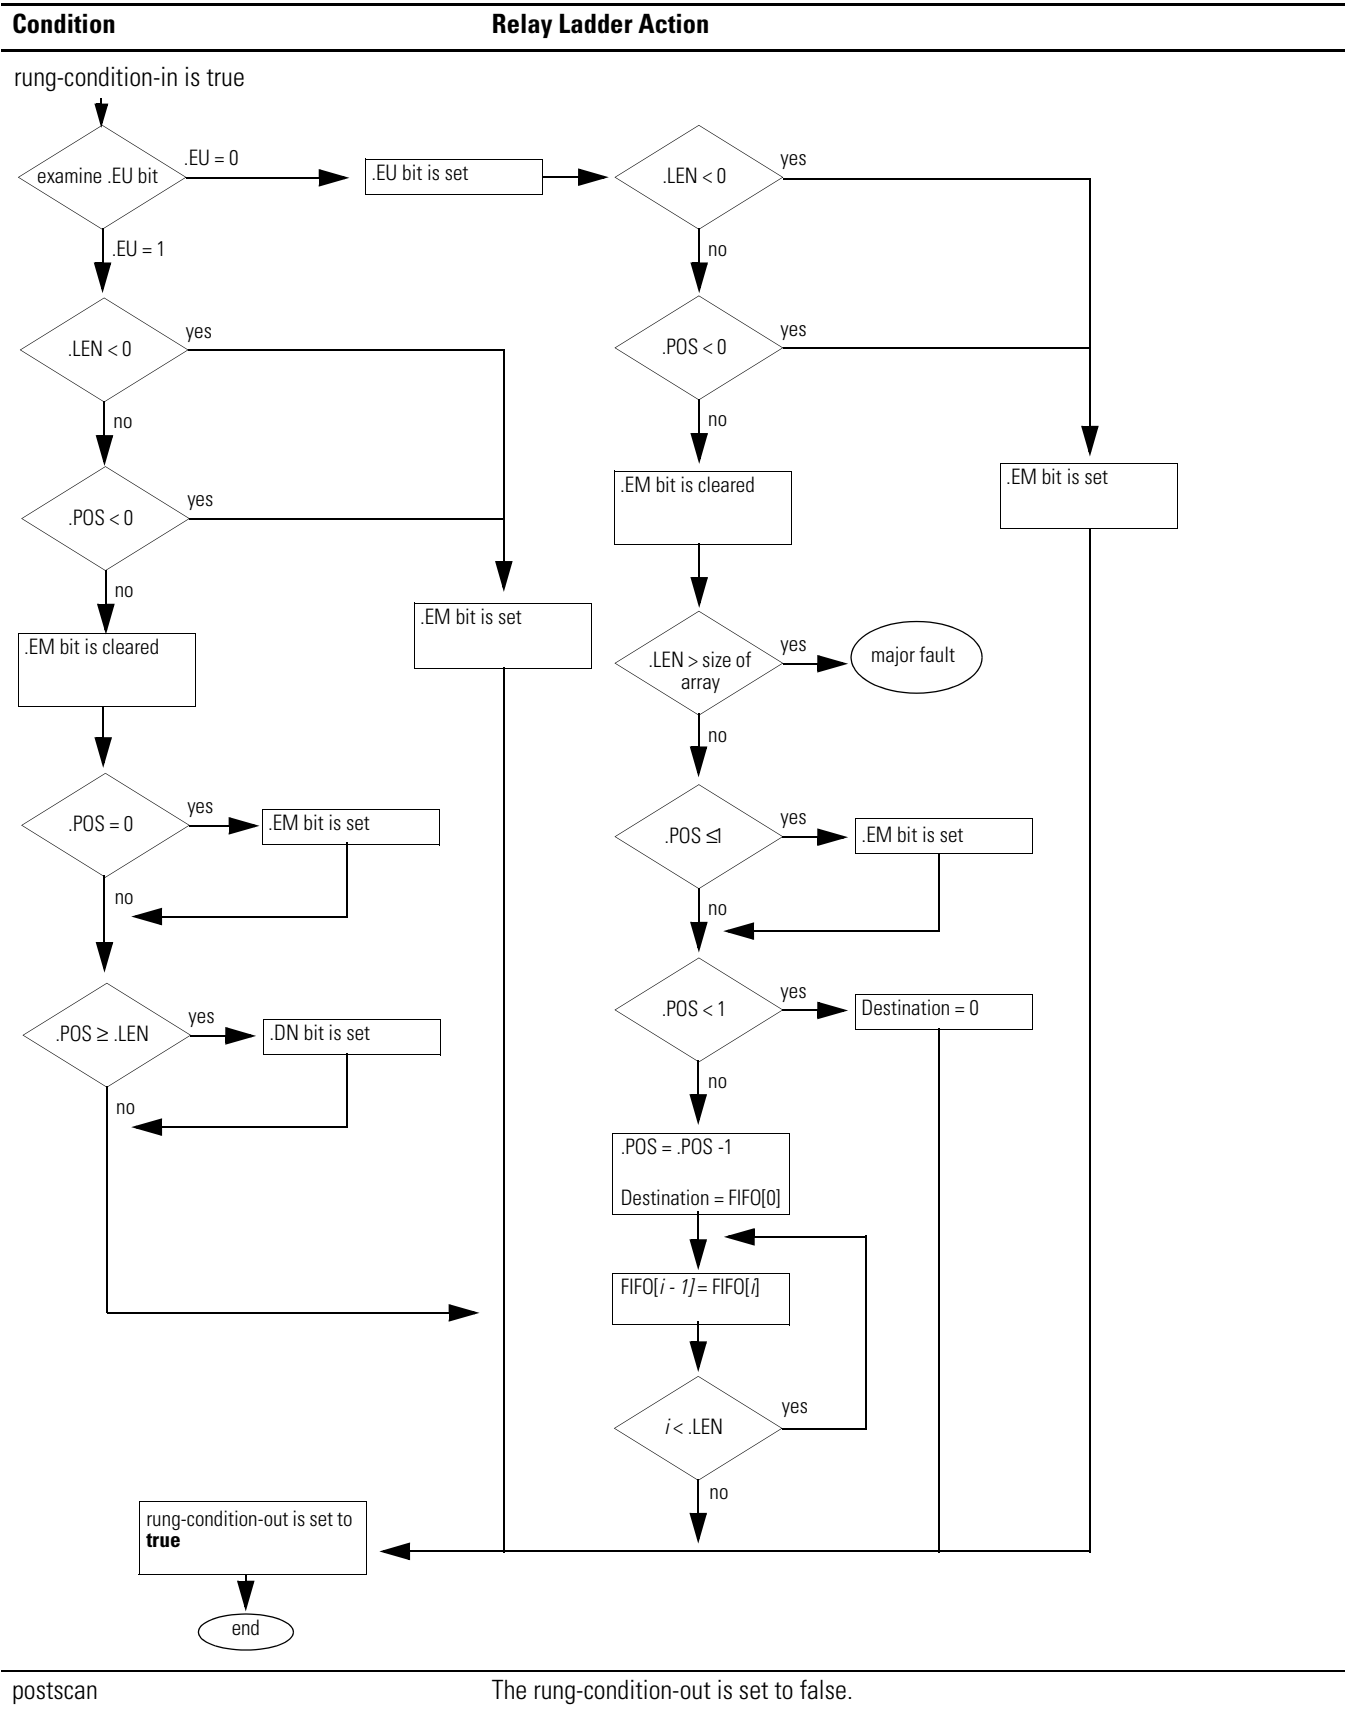 Condition
Relay Ladder Action
rung-condition-in is true
examine .EU bit
.EU = 0
.EU bit is set
.LEN < 0
yes
.EU = 1
no
.LEN < 0
yes
.POS < 0
yes
no
no
.EM bit is cleared
.EM bit is set
.POS < 0
yes
no
.EM bit is cleared
.EM bit is set
.LEN > size of
array
yes
major fault
no
.POS = 0
yes
.EM bit is set
.POS ≤1
yes
.EM bit is set
no
no
.POS < 1
yes
Destination = 0
.POS ≥ .LEN
yes
.DN bit is set
no
no
.POS = .POS -1
Destination = FIFO[0]
FIFO[i - 1] = FIFO[i]
i < .LEN
yes
no
rung-condition-out is set to
true
end
postscan
The rung-condition-out is set to false.